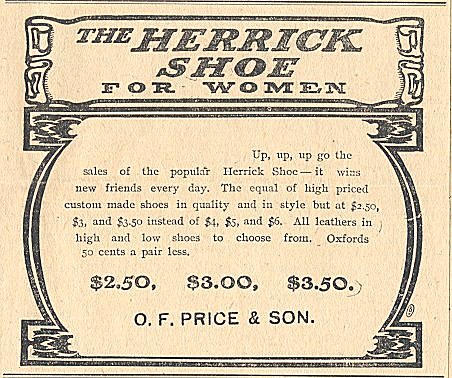 THE HERRICK
SHOE
FOR WOMEN
Up, up, up go the
sales of the popular Herrick Shoe—it wins
new friends every day. The equal of high priced
custom made shoes in quality and in style but at $2.50,
$3, and $3.50 instead of $4, $5, and $6. All leathers in
high and low shoes to choose from. Oxfords
50 cents a pair less.
$2.50, $3.00, $3.50.
O. F. PRICE & SON.